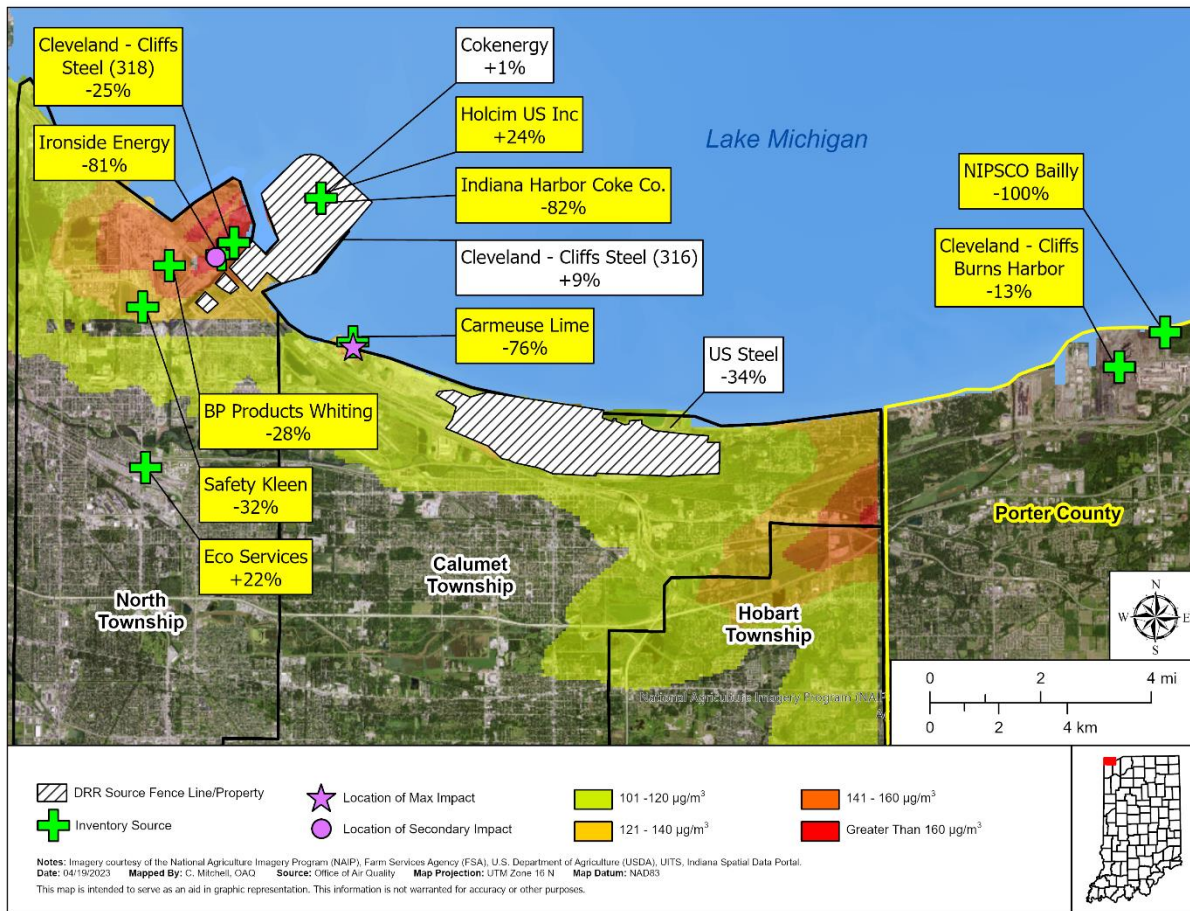 Cleveland - Cliffs
Steel (318)
-25%
Cokenergy
+1%
Holcim US Inc
+24%
Ironside Energy
-81%
Indiana Harbor Coke Co.
-82%
Lake Michigan
NIPSCO Bailly
-100%
Cleveland - Cliffs Steel (316)
+9%
Cleveland - Cliffs
Burns Harbor
-13%
Carmeuse Lime
-76%
US Steel
-34%
BP Products Whiting
-28%
Safety Kleen
-32%
Eco Services
+22%
North
Township
Calumet
Township
Hobart
Township
Porter County
N
W E
S
National Agriculture Imagery Program (NAIP
0 2 4 mi
0 2 4 km
DRR Source Fence Line/Property
Inventory Source
Location of Max Impact
Location of Secondary Impact
101 -120 µg/m³
121 - 140 µg/m³
141 - 160 µg/m³
Greater Than 160 µg/m³
Notes: Imagery courtesy of the National Agriculture Imagery Program (NAIP), Farm Services Agency (FSA), U.S. Department of Agriculture (USDA), UITS, Indiana Spatial Data Portal.
Date: 04/19/2023 Mapped By: C. Mitchell, OAQ Source: Office of Air Quality Map Projection: UTM Zone 16 N Map Datum: NAD83
This map is intended to serve as an aid in graphic representation. This information is not warranted for accuracy or other purposes.